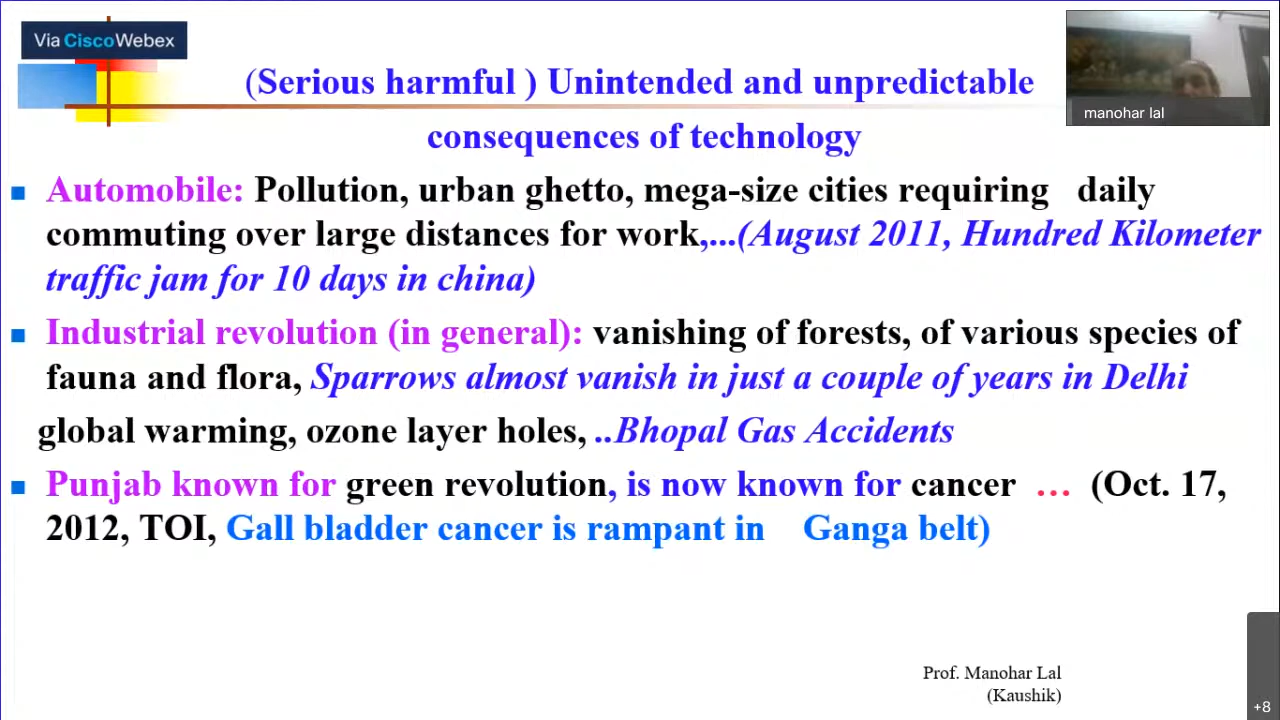 Via Cisco Webex
manohar lal
(Serious harmful ) Unintended and unpredictable
consequences of technology
Automobile: Pollution, urban ghetto, mega-size cities requiring daily
commuting over large distances for work,...(August 2011, Hundred Kilometer
traffic jam for 10 days in china)
Industrial revolution (in general): vanishing of forests, of various species of
fauna and flora, Sparrows almost vanish in just a couple of years in Delhi
global warming, ozone layer holes, ..Bhopal Gas Accidents
Punjab known for green revolution, is now known for cancer … (Oct. 17,
2012, TOI, Gall bladder cancer is rampant in Ganga belt)
Prof. Manohar Lal
(Kaushik)
+8